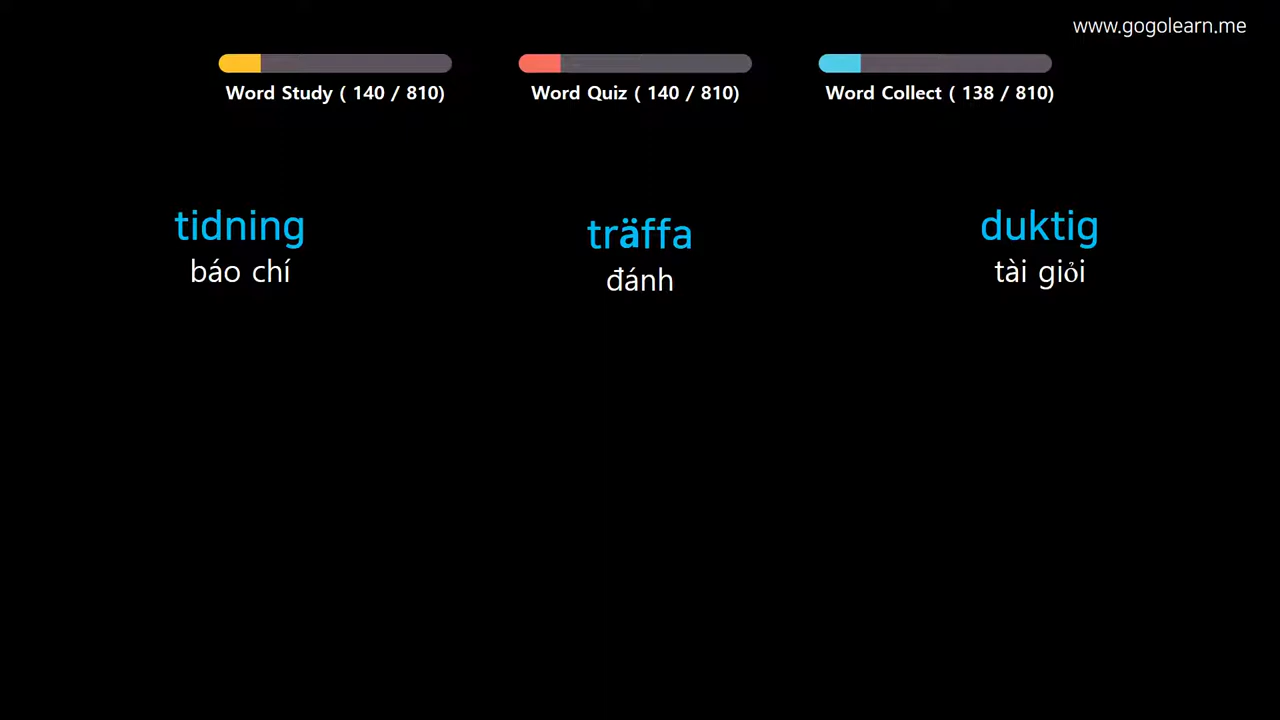 www.gogolearn.me
Word Study ( 140 / 810)
Word Quiz ( 140 / 810)
Word Collect ( 138 / 810)
tidning
báo chí
träffa
đánh
duktig
tài giỏi